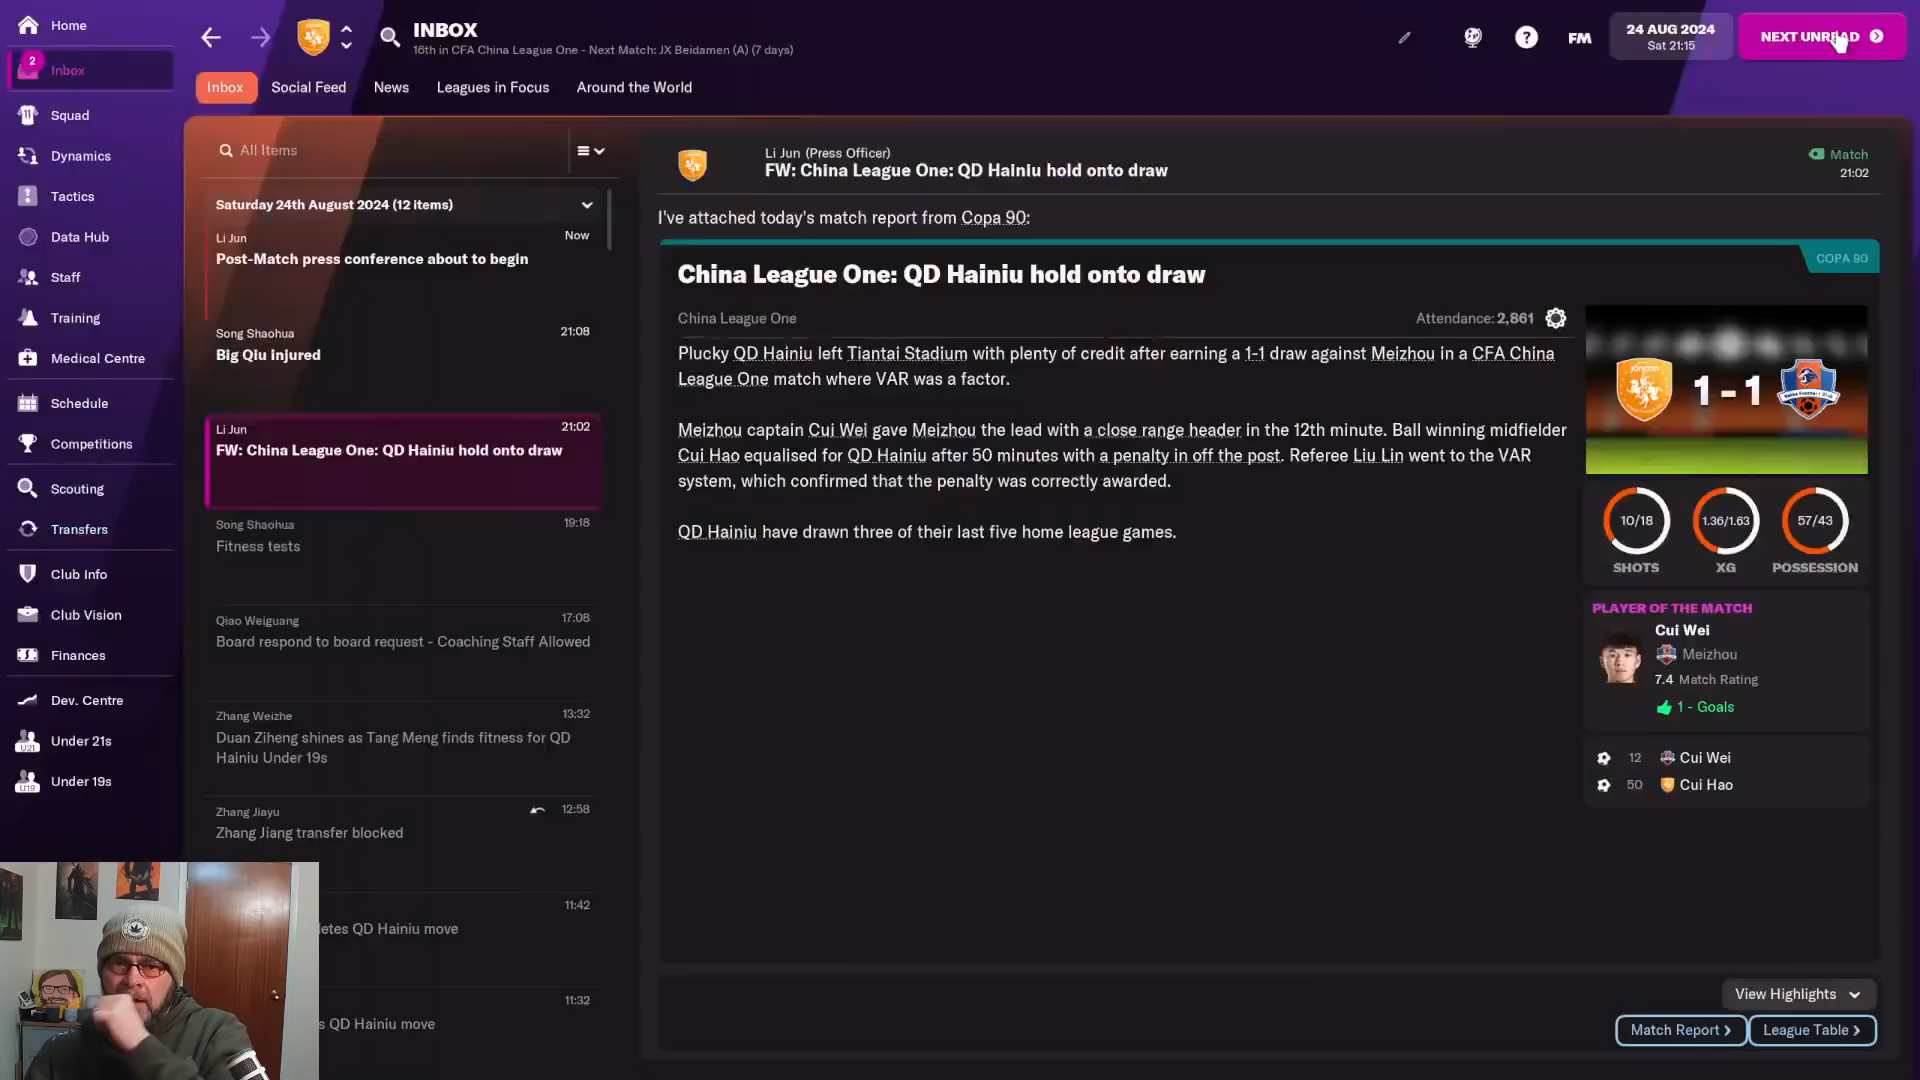 Home
INBOX
16th in CFA China League One - Next Match: JX Beidamen (A) (7 days)
FM
24 AUG 2024
Sat 21:15
NEXT UNREAD
2
Inbox
Squad
Dynamics
Tactics
Data Hub
Staff
Training
Medical Centre
Schedule
Competitions
Scouting
Transfers
Club Info
Club Vision
Finances
Dev. Centre
U21
Under 21s
U19
Under 19s
Inbox
Social Feed
News
Leagues in Focus
Around the World
All Items
Saturday 24th August 2024 (12 items)
Li Jun
Now
Post-Match press conference about to begin
Song Shaohua
21:08
Big Qiu injured
Li Jun
21:02
FW: China League One: QD Hainiu hold onto draw
Song Shaohua
19:18
Fitness tests
Qiao Weiguang
17:08
Board respond to board request - Coaching Staff Allowed
Zhang Weizhe
13:32
Duan Ziheng shines as Tang Meng finds fitness for QD
Hainiu Under 19s
Zhang Jiayu
12:58
Zhang Jiang transfer blocked
11:42
letes QD Hainiu move
11:32
s QD Hainiu move
Li Jun (Press Officer)
FW: China League One: QD Hainiu hold onto draw
Match
21:02
I've attached today's match report from Copa 90:
COPA 90
China League One: QD Hainiu hold onto draw
China League One
Attendance: 2,861
Plucky QD Hainiu left Tiantai Stadium with plenty of credit after earning a 1-1 draw against Meizhou in a CFA China
League One match where VAR was a factor.
Meizhou captain Cui Wei gave Meizhou the lead with a close range header in the 12th minute. Ball winning midfielder
Cui Hao equalised for QD Hainiu after 50 minutes with a penalty in off the post. Referee Liu Lin went to the VAR
system, which confirmed that the penalty was correctly awarded.
QD Hainiu have drawn three of their last five home league games.
1 - 1
10/18
1.36/1.63
57/43
SHOTS
XG
POSSESSION
PLAYER OF THE MATCH
Cui Wei
Meizhou
7.4 Match Rating
1 - Goals
12 Cui Wei
50 Cui Hao
View Highlights
Match Report
League Table